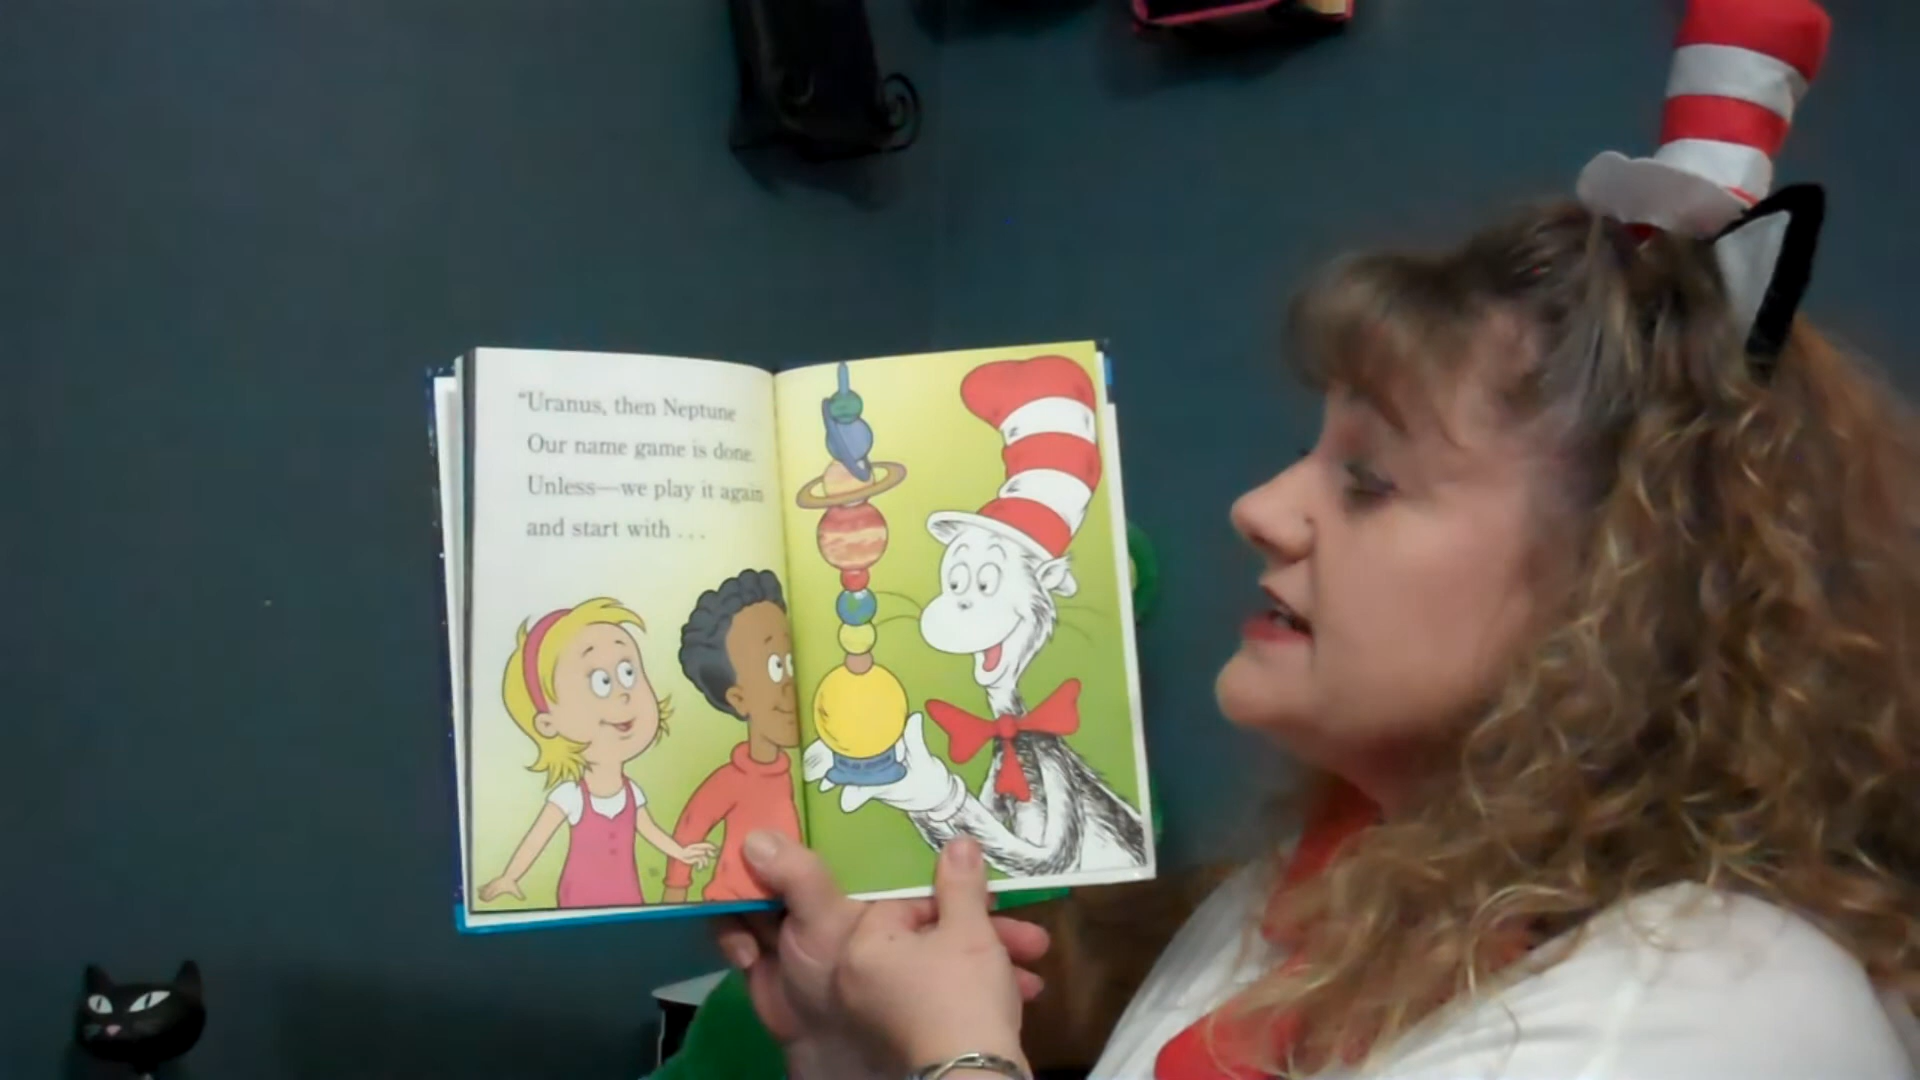 “Uranus, then Neptune
Our name game is done.
Unless—we play it again
and start with . . .